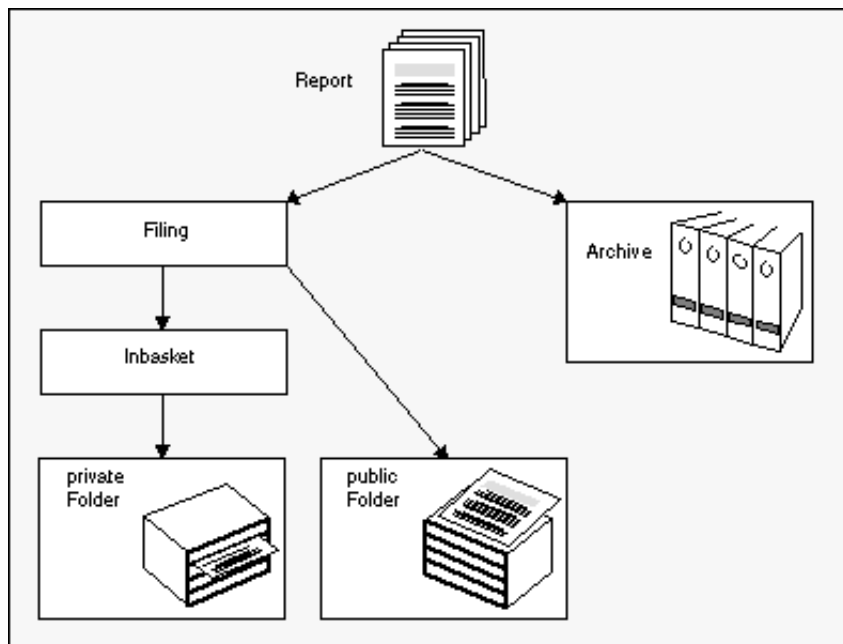 Report
Filing
Archive
Inbasket
private
Folder
public
Folder